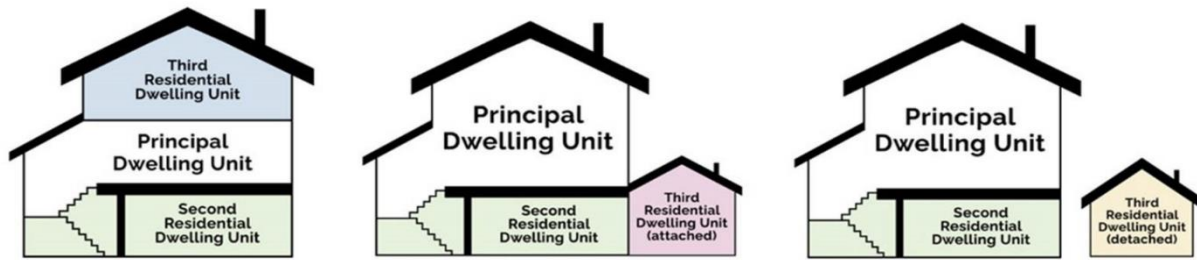 Third
Residential
Dwelling Unit
Principal
Dwelling Unit
Second
Residential
Dwelling Unit
Principal
Dwelling Unit
Second
Residential
Dwelling Unit
Third
Residential
Dwelling Unit
(attached)
Principal
Dwelling Unit
Second
Residential
Dwelling Unit
Third
Residential
Dwelling Unit
(detached)